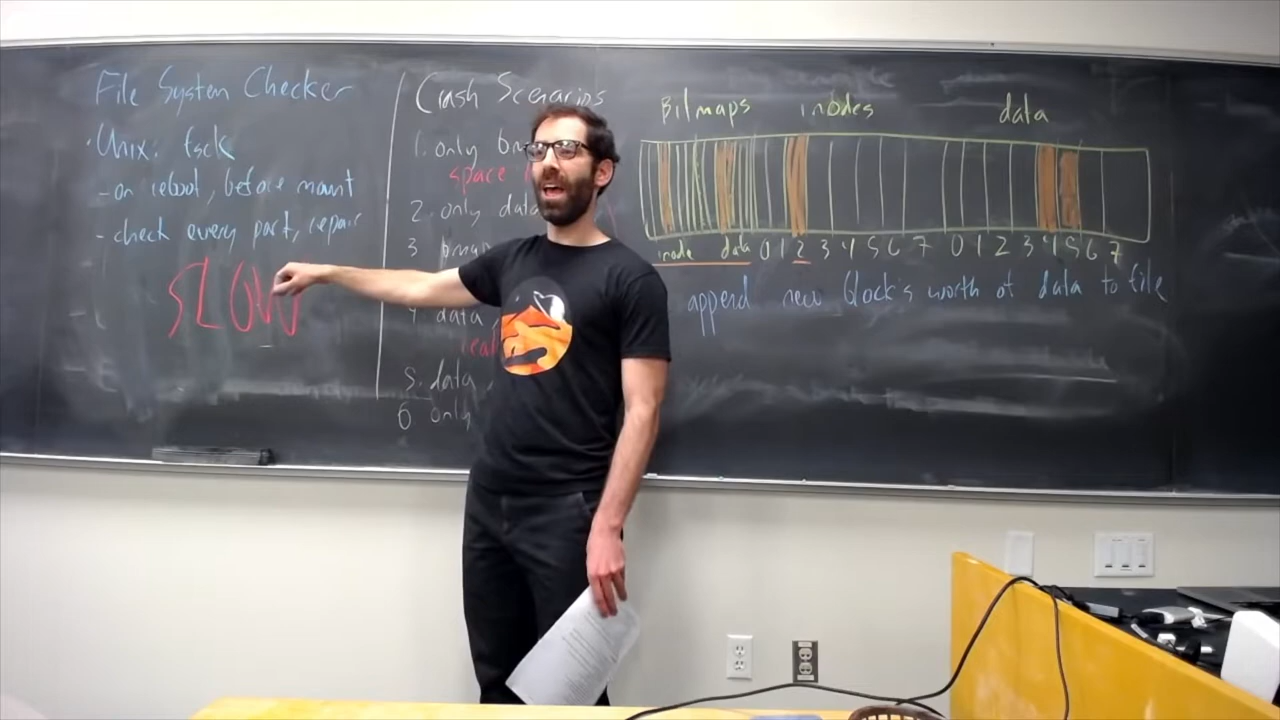 File System Checker
Unix: fsck
- on reboot, before mount
- check every part, repair
SLOW
Crash Scenarios
1. only
space
2. only data
3
4. data,
5. data,
6 only
Bitmaps inodes data
inode data 0 1 2 3 4 5 6 7 0 1 2 3 4 5 6 7
append new block's worth of data to file